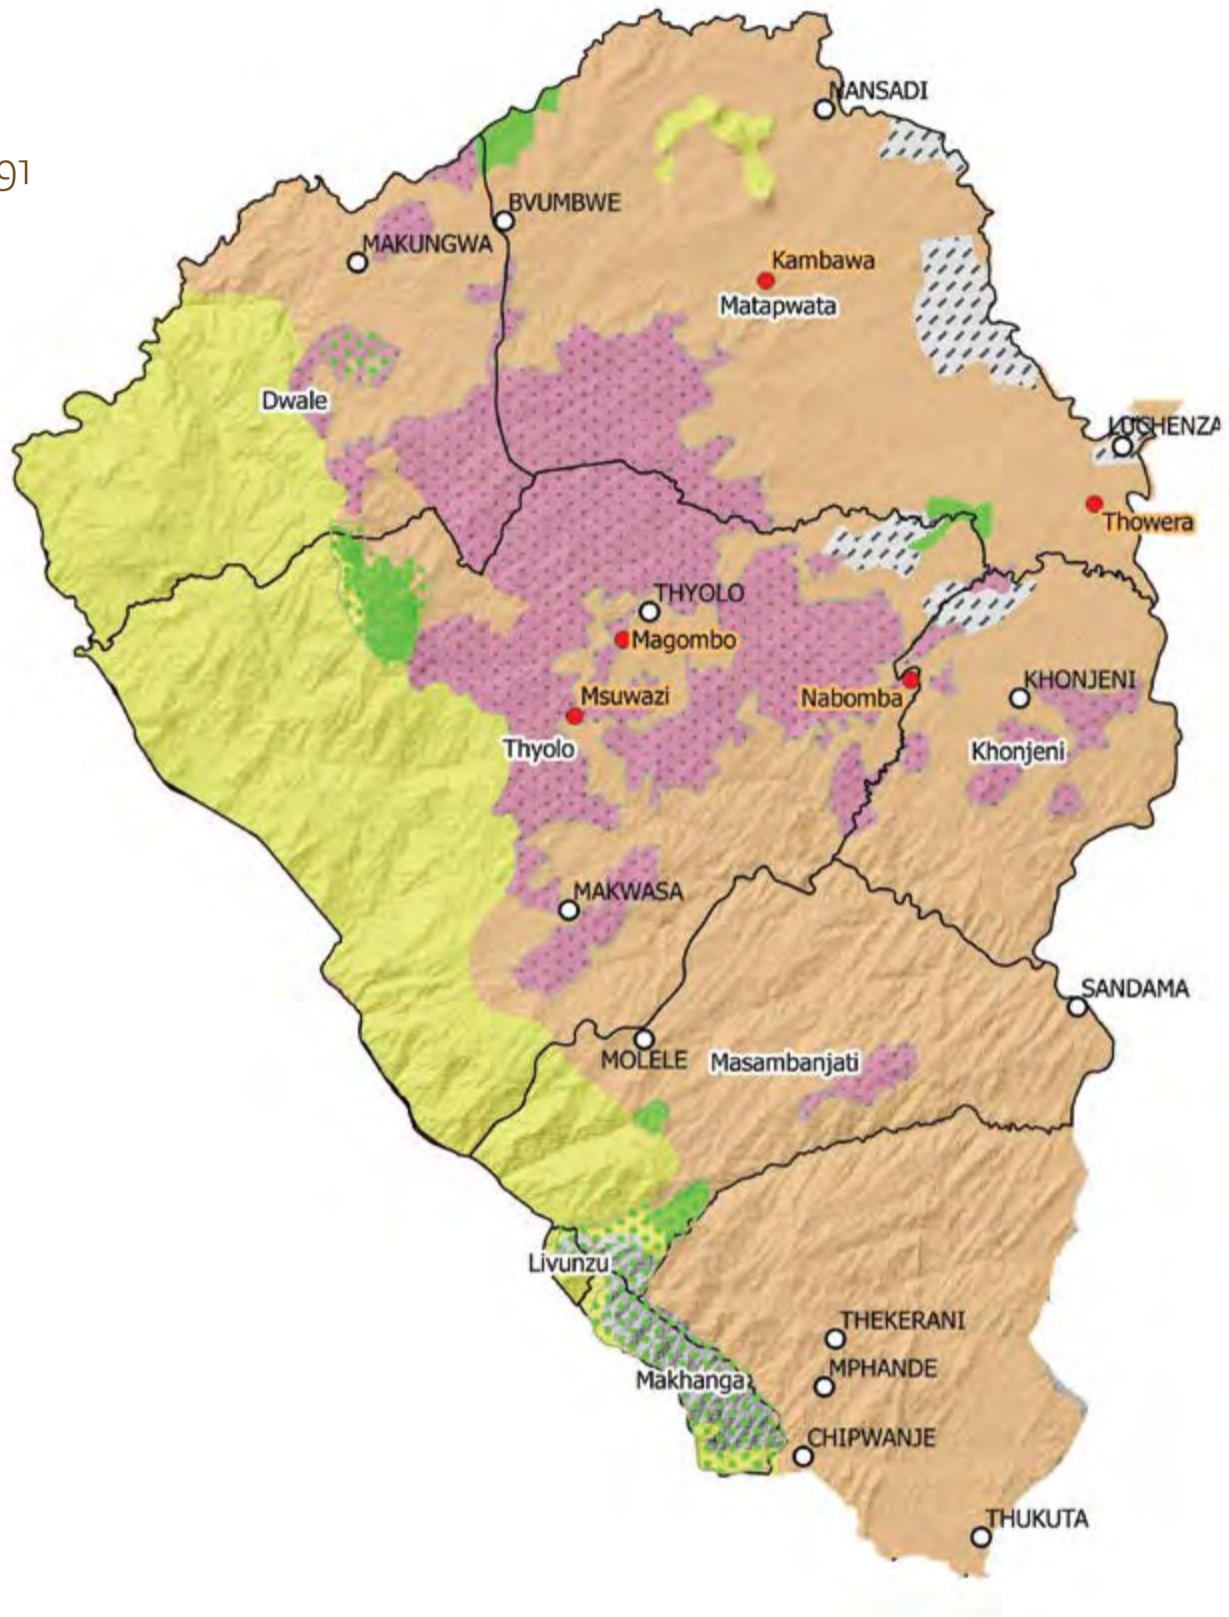 NANSADI
91
BVUMBWE
MAKUNGWA
Kambawa
Matapwata
Dwale
LUCHENZA
Thowera
THYOLO
Magombo
KHONJENI
Msuwazi
Nabomba
Thyolo
Khonjeni
MAKWASA
SANDAMA
MOLELE
Masambanjati
Livunzu
THEKERANI
MPHANDE
Makhanga
CHIPWANJE
THUKUTA